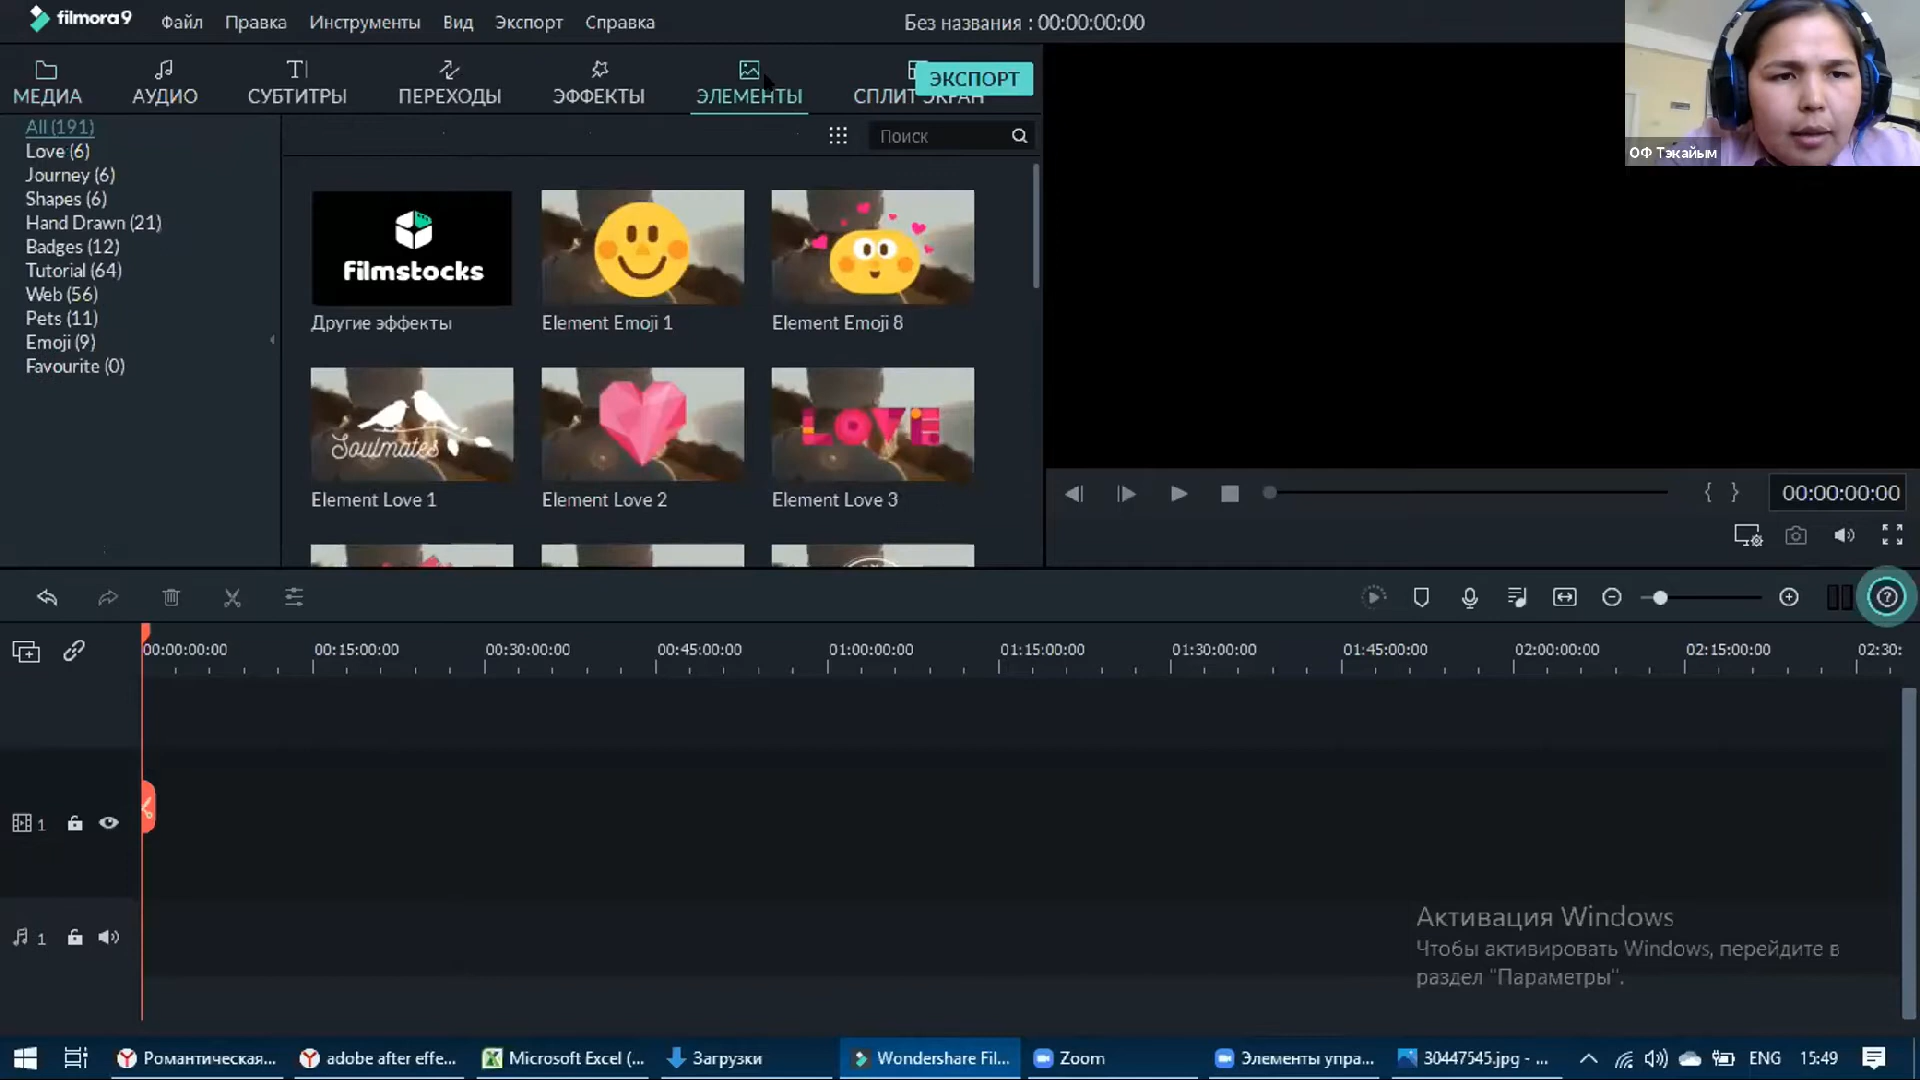 filmora9
Файл Правка Инструменты Вид Экспорт Справка
Без названия : 00:00:00:00
МЕДИА АУДИО СУБТИТРЫ ПЕРЕХОДЫ ЭФФЕКТЫ ЭЛЕМЕНТЫ СПЛИТ ЭКРАН
ЭКСПОРТ
ОФ Тэкайым
All (191)
Love (6)
Journey (6)
Shapes (6)
Hand Drawn (21)
Badges (12)
Tutorial (64)
Web (56)
Pets (11)
Emoji (9)
Favourite (0)
Поиск
Filmstocks
Другие эффекты
Element Emoji 1
Element Emoji 8
Soulmates
LOVE
Element Love 1
Element Love 2
Element Love 3
00:00:00:00
00:00:00:00 00:15:00:00 00:30:00:00 00:45:00:00 01:00:00:00 01:15:00:00 01:30:00:00 01:45:00:00 02:00:00:00 02:15:00:00 02:30:
1
1
Активация Windows
Чтобы активировать Windows, перейдите в
раздел "Параметры".
Романтическая... adobe after effe... Microsoft Excel (... Загрузки Wondershare Fil... Zoom Элементы упра... 30447545.jpg - ... ENG 15:49